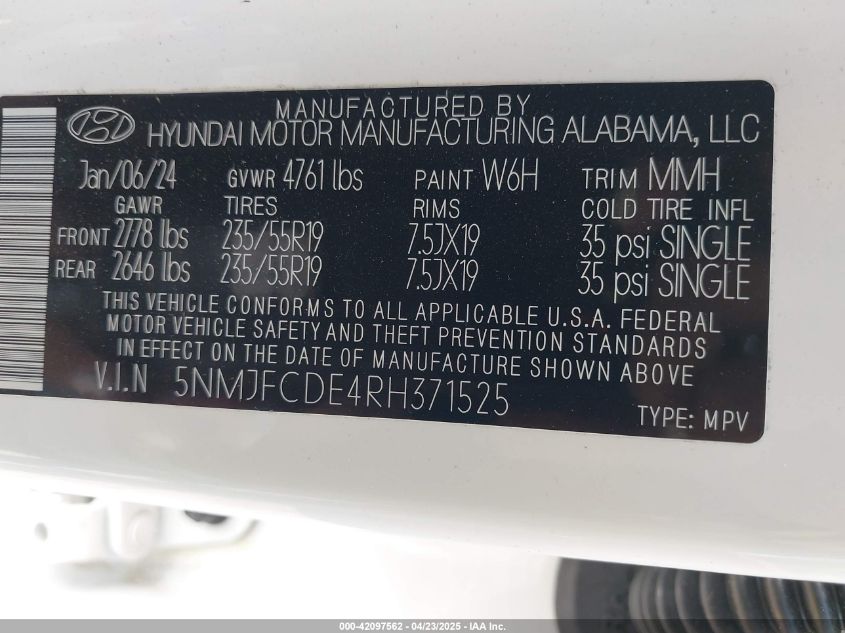 MANUFACTURED BY
HYUNDAI MOTOR MANUFACTURING ALABAMA, LLC
Jan/06/24 GVWR 4761 lbs PAINT W6H TRIM MMH
GAWR TIRES RIMS COLD TIRE INFL
FRONT 2778 lbs 235/55R19 7.5JX19 35 psi SINGLE
REAR 2646 lbs 235/55R19 7.5JX19 35 psi SINGLE
THIS VEHICLE CONFORMS TO ALL APPLICABLE U.S.A. FEDERAL
MOTOR VEHICLE SAFETY AND THEFT PREVENTION STANDARDS
IN EFFECT ON THE DATE OF MANUFACTURE SHOWN ABOVE.
V.I.N 5NMJFCDE4RH371525
TYPE: MPV
000-42097562 - 04/23/2025 - IAA Inc.